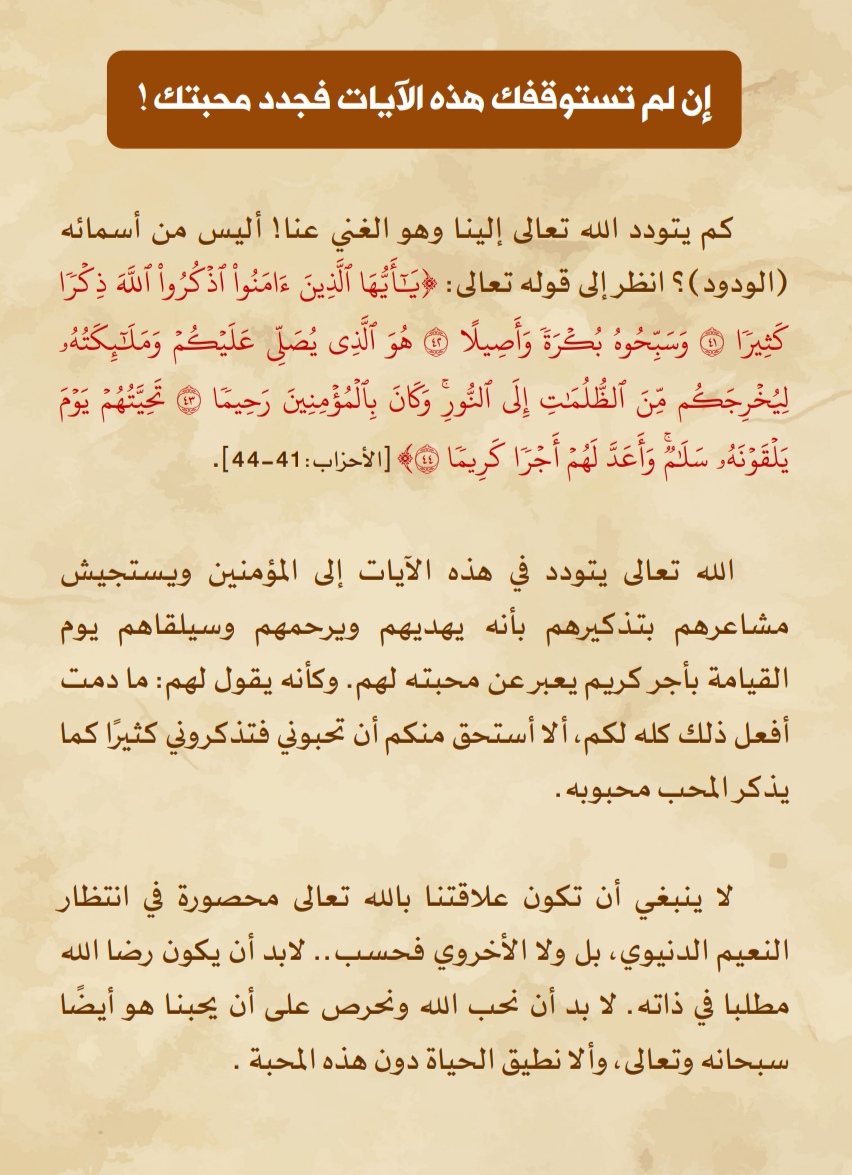 إن لم تستوقفك هذه الآيات فجدد محبتك!
كم يتودد الله تعالى إلينا وهو الغني عنا! أليس من أسمائه
(الودود)؟ انظر إلى قوله تعالى: ﴿يَـٰٓأَيُّهَا ٱلَّذِينَ ءَامَنُوا۟ ٱذْكُرُوا۟ ٱللَّهَ ذِكْرًا
كَثِيرًا ٤١ وَسَبِّحُوهُ بُكْرَةً وَأَصِيلًا ٤٢ هُوَ ٱلَّذِى يُصَلِّى عَلَيْكُمْ وَمَلَـٰٓئِكَتُهُۥ
لِيُخْرِجَكُم مِّنَ ٱلظُّلُمَـٰتِ إِلَى ٱلنُّورِ ۚ وَكَانَ بِٱلْمُؤْمِنِينَ رَحِيمًا ٤٣ تَحِيَّتُهُمْ يَوْمَ
يَلْقَوْنَهُۥ سَلَـٰمٌ ۚ وَأَعَدَّ لَهُمْ أَجْرًا كَرِيمًا ٤٤﴾ [الأحزاب:41-44].
الله تعالى يتودد في هذه الآيات إلى المؤمنين ويستجيش
مشاعرهم بتذكيرهم بأنه يهديهم ويرحمهم وسيلقاهم يوم
القيامة بأجر كريم يعبر عن محبته لهم. وكأنه يقول لهم: ما دمت
أفعل ذلك كله لكم، ألا أستحق منكم أن تحبوني فتذكروني كثيرًا كما
يذكر المحب محبوبه.
لا ينبغي أن تكون علاقتنا بالله تعالى محصورة في انتظار
النعيم الدنيوي، بل ولا الأخروي فحسب.. لابد أن يكون رضا الله
مطلبا في ذاته. لا بد أن نحب الله ونحرص على أن يحبنا هو أيضًا
سبحانه وتعالى، وألا نطيق الحياة دون هذه المحبة .